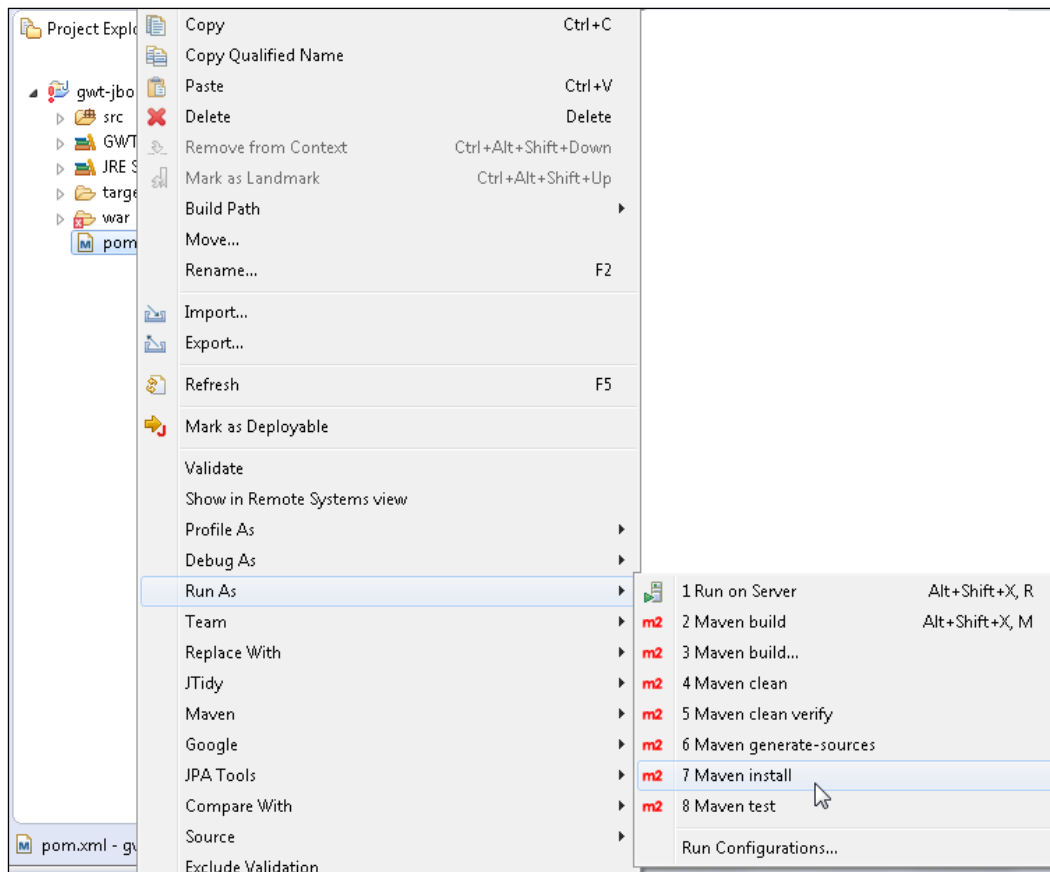 Project Explo
gwt-jbo
src
GWT
JRE S
targe
war
pom
Copy Ctrl+C
Copy Qualified Name
Paste Ctrl+V
Delete Delete
Remove from Context Ctrl+Alt+Shift+Down
Mark as Landmark Ctrl+Alt+Shift+Up
Build Path
Move...
Rename... F2
Import...
Export...
Refresh F5
Mark as Deployable
Validate
Show in Remote Systems view
Profile As
Debug As
Run As
Team
Replace With
JTidy
Maven
Google
JPA Tools
Compare With
Source
Exclude Validation
1 Run on Server Alt+Shift+X, R
m2 2 Maven build Alt+Shift+X, M
m2 3 Maven build...
m2 4 Maven clean
m2 5 Maven clean verify
m2 6 Maven generate-sources
m2 7 Maven install
m2 8 Maven test
Run Configurations...
M pom.xml - gw